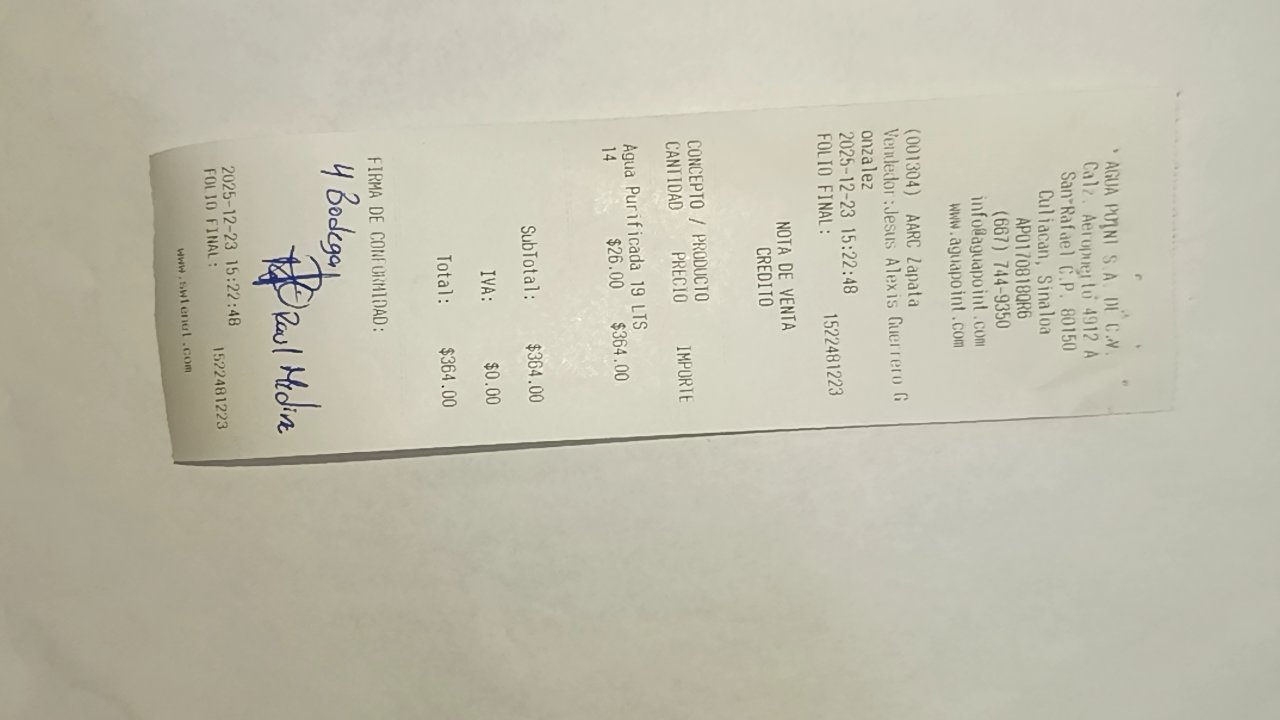 AGUA POINT S.A. DE C.V.
Calz. Aeropuerto 4912 A
San Rafael C.P. 80150
Culiacan, Sinaloa
APO170818QR6
(667) 744-9350
info@aguapoint.com
www.aguapoint.com
(001304) AARC Zapata
Vendedor:Jesus Alexis Guerrero G
onzalez
2025-12-23 15:22:48
FOLIO FINAL: 1522481223
NOTA DE VENTA
CREDITO
CONCEPTO / PRODUCTO
CANTIDAD PRECIO IMPORTE
Agua Purificada 19 LTS
14 $26.00 $364.00
SubTotal: $364.00
IVA: $0.00
Total: $364.00
FIRMA DE CONFORMIDAD:
4 Bodega
Raul Medina
2025-12-23 15:22:48
FOLIO FINAL: 1522481223